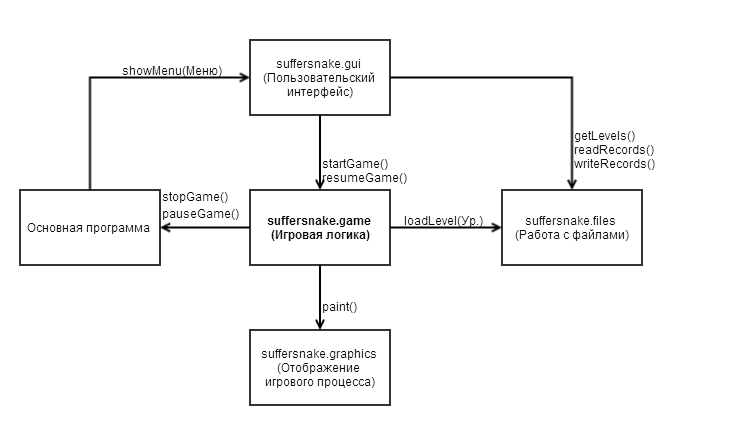 suffersnake.gui
(Пользовательский
интерфейс)
showMenu(Меню)
getLevels()
readRecords()
writeRecords()
startGame()
resumeGame()
stopGame()
pauseGame()
Основная программа
suffersnake.game
(Игровая логика)
loadLevel(Ур.)
suffersnake.files
(Работа с файлами)
paint()
suffersnake.graphics
(Отображение
игрового процесса)